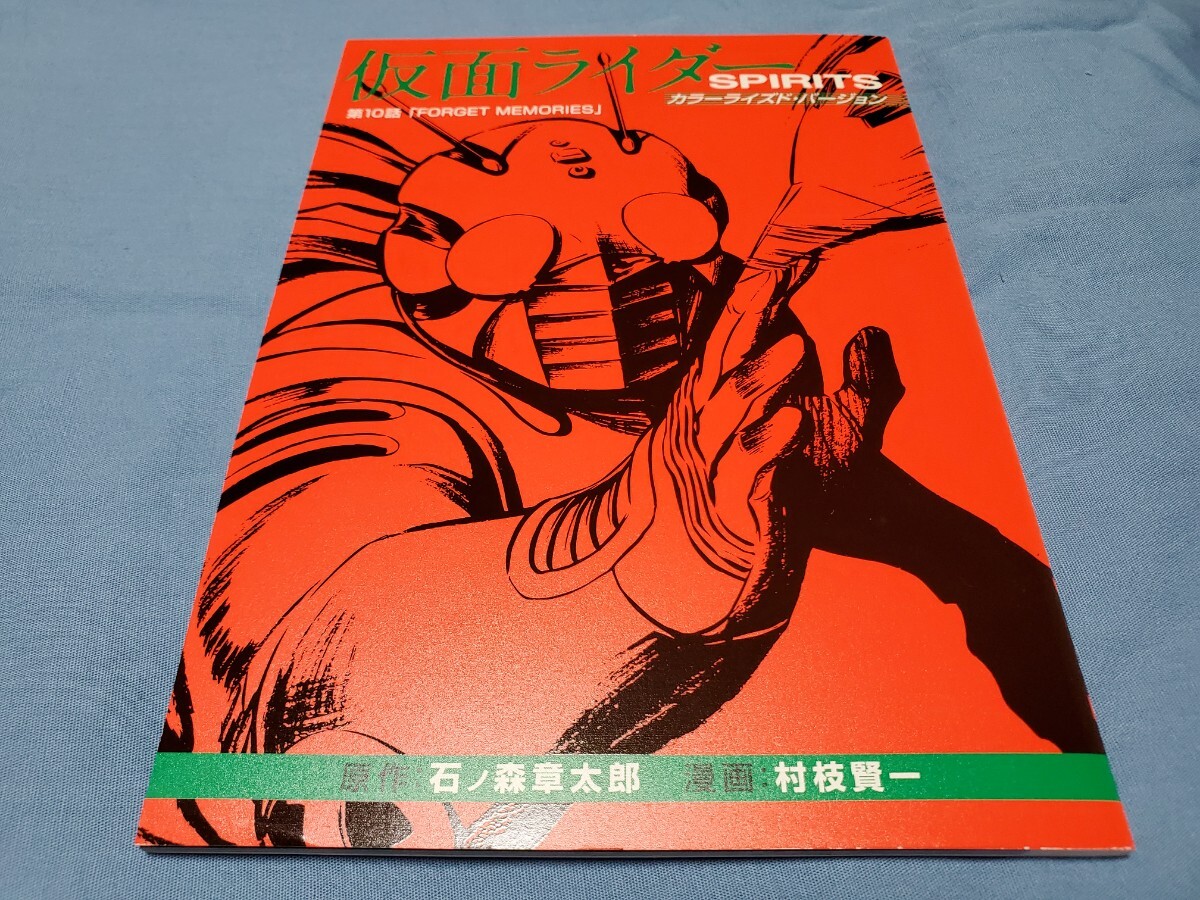 仮面ライダー
SPIRITS
カラーライズド・バージョン
第10話「FORGET MEMORIES」
原作:石ノ森章太郎 漫画:村枝賢一